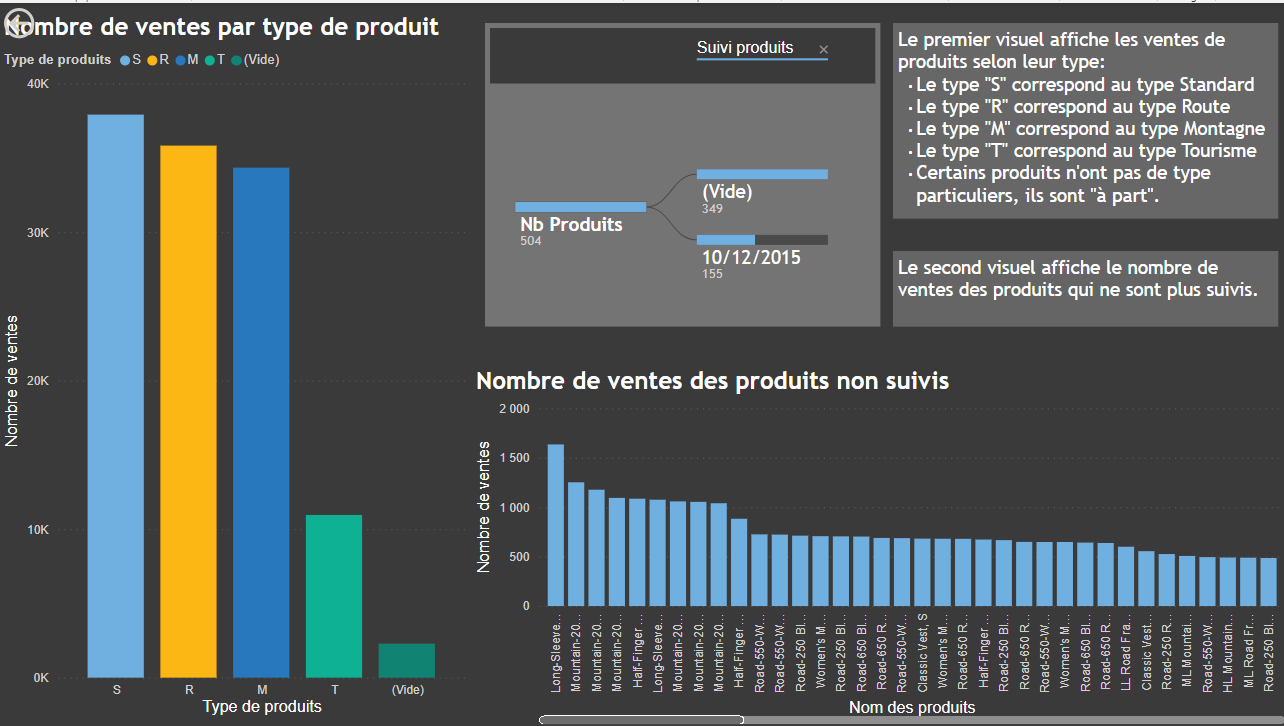 Nombre de ventes par type de produit
Type de produits S R M T (Vide)
40K
30K
20K
10K
0K
Nombre de ventes
S R M T (Vide)
Type de produits
Suivi produits ×
Nb Produits
504
(Vide)
349
10/12/2015
155
Le premier visuel affiche les ventes de
produits selon leur type:
• Le type "S" correspond au type Standard
• Le type "R" correspond au type Route
• Le type "M" correspond au type Montagne
• Le type "T" correspond au type Tourisme
• Certains produits n'ont pas de type
particuliers, ils sont "à part".
Le second visuel affiche le nombre de
ventes des produits qui ne sont plus suivis.
Nombre de ventes des produits non suivis
2 000
1 500
1 000
500
0
Nombre de ventes
Long-Sleeve...
Mountain-20...
Mountain-20...
Mountain-20...
Half-Finger ...
Long-Sleeve...
Mountain-20...
Mountain-20...
Mountain-20...
Half-Finger ...
Road-550-W...
Road-550-W...
Road-250 Bl...
Women's M...
Road-250 Bl...
Road-650 Bl...
Road-650 R...
Road-550-W...
Classic Vest, S
Women's M...
Road-650 R...
Half-Finger ...
Road-250 Bl...
Road-650 R...
Road-550-W...
Women's M...
Road-650 Bl...
Road-650 R...
LL Road Fra...
Classic Vest...
Road-250 R...
ML Mountai...
Road-550-W...
HL Mountain...
ML Road Fr...
Road-250 Bl...
Nom des produits